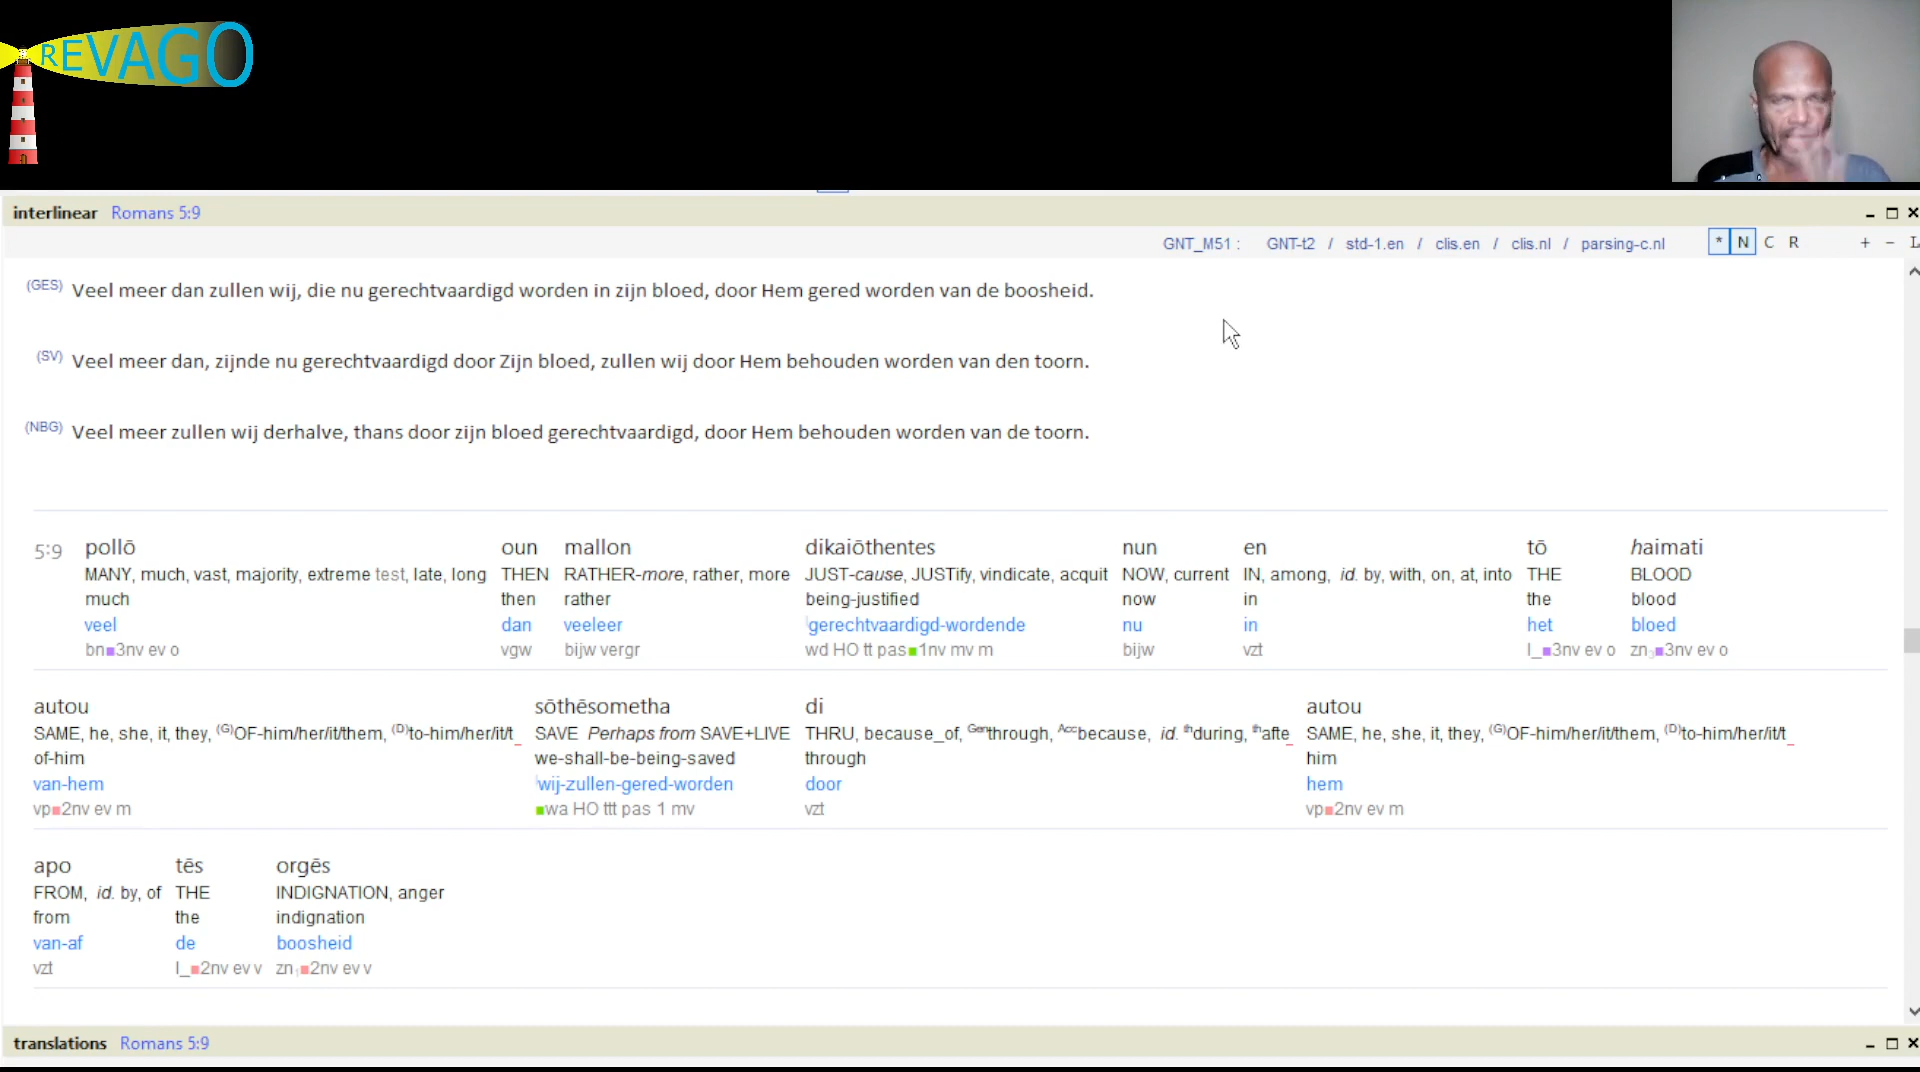 REVAGO
interlinear Romans 5:9
GNT_M51 : GNT-t2 / std-1.en / clis.en / clis.nl / parsing-c.nl * N C R + − L
(GES) Veel meer dan zullen wij, die nu gerechtvaardigd worden in zijn bloed, door Hem gered worden van de boosheid.
(SV) Veel meer dan, zijnde nu gerechtvaardigd door Zijn bloed, zullen wij door Hem behouden worden van den toorn.
(NBG) Veel meer zullen wij derhalve, thans door zijn bloed gerechtvaardigd, door Hem behouden worden van de toorn.
5:9 pollō oun mallon dikaiōthentes nun en tō haimati
MANY, much, vast, majority, extreme test, late, long THEN RATHER-more, rather, more JUST-cause, JUSTify, vindicate, acquit NOW, current IN, among, id. by, with, on, at, into THE BLOOD
much then rather being-justified now in the blood
veel dan veeleer gerechtvaardigd-wordende nu in het bloed
bn■3nv ev o vgw bijw vergr wd HO tt pas■1nv mv m bijw vzt l_■3nv ev o zn■3nv ev o
autou sōthēsometha di autou
SAME, he, she, it, they, (G)OF-him/her/it/them, (D)to-him/her/it/t_ SAVE Perhaps from SAVE+LIVE THRU, because_of, Genthrough, Accbecause, id. thduring, thafte_ SAME, he, she, it, they, (G)OF-him/her/it/them, (D)to-him/her/it/t_
of-him we-shall-be-being-saved through him
van-hem wij-zullen-gered-worden door hem
vp■2nv ev m ■wa HO ttt pas 1 mv vzt vp■2nv ev m
apo tēs orgēs
FROM, id. by, of THE INDIGNATION, anger
from the indignation
van-af de boosheid
vzt l_■2nv ev v zn■2nv ev v
translations Romans 5:9